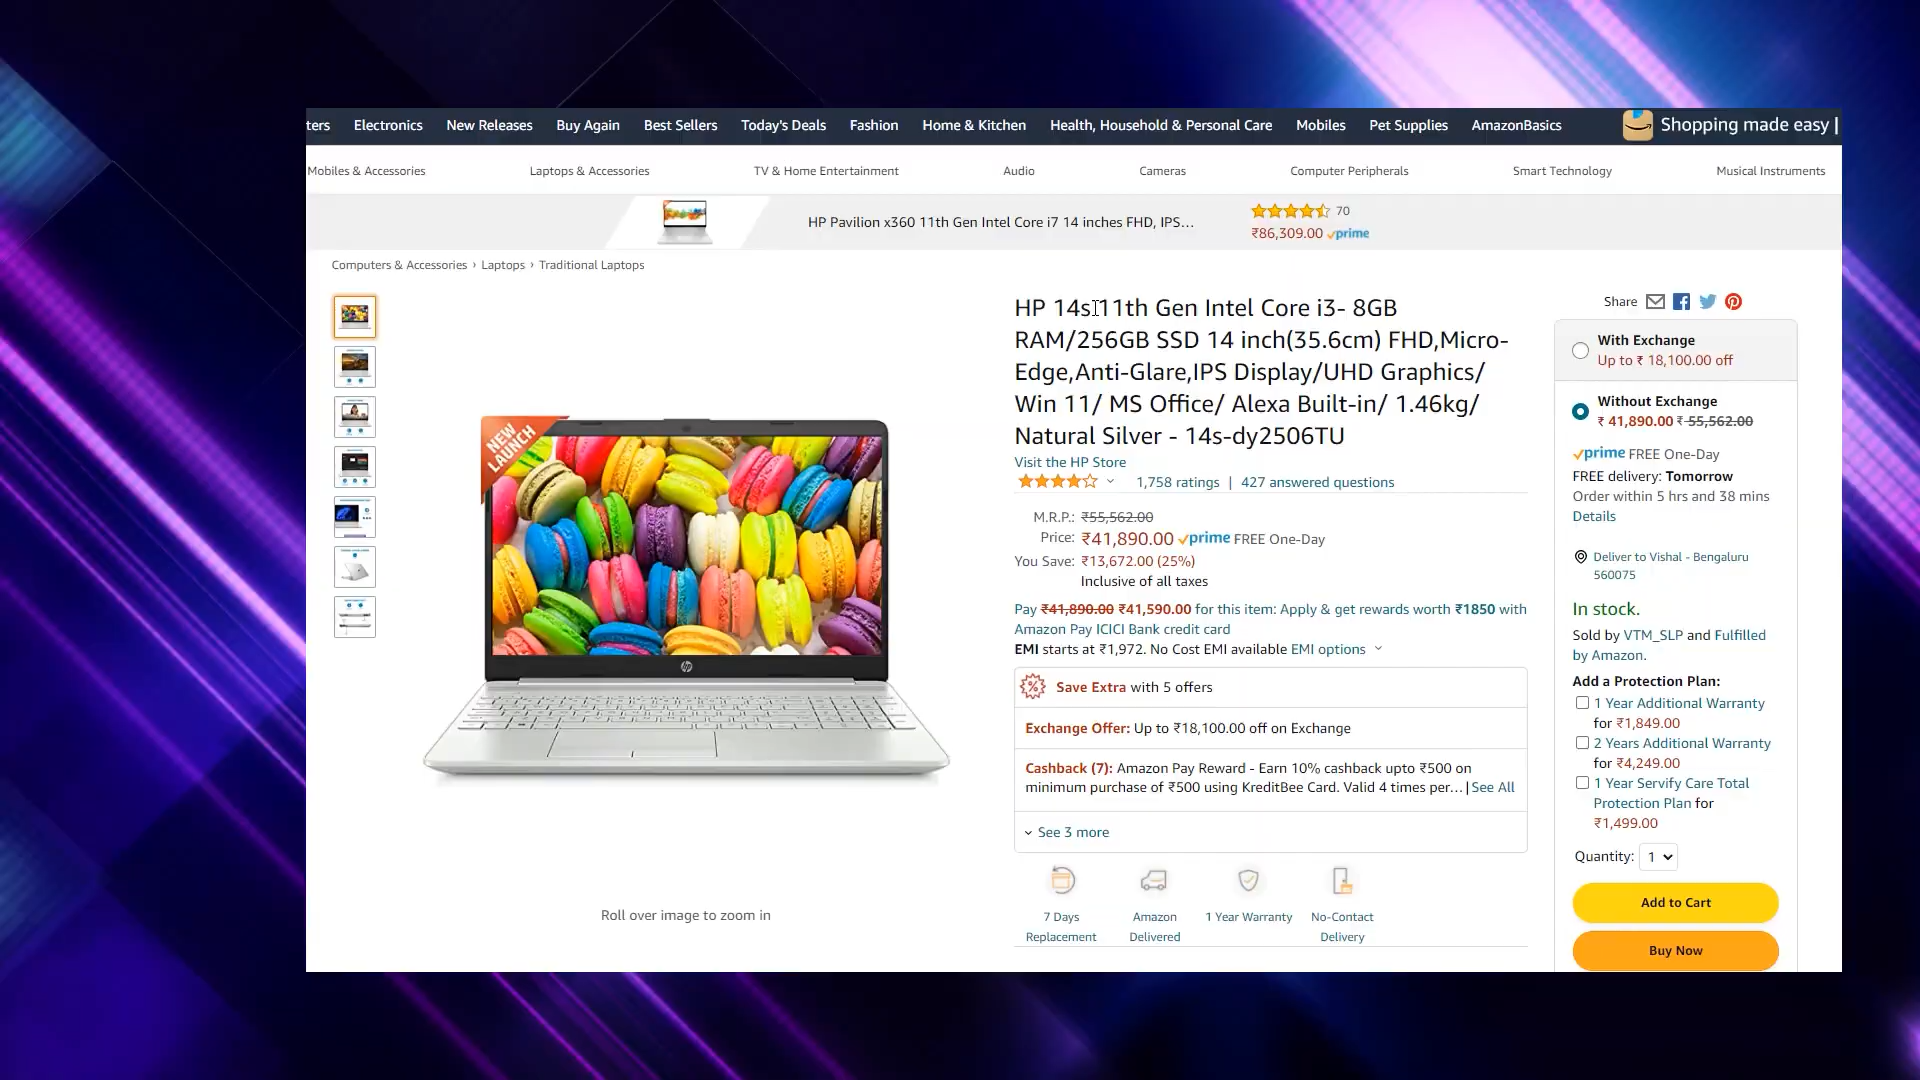 ters Electronics New Releases Buy Again Best Sellers Today's Deals Fashion Home & Kitchen Health, Household & Personal Care Mobiles Pet Supplies AmazonBasics Shopping made easy |
Mobiles & Accessories Laptops & Accessories TV & Home Entertainment Audio Cameras Computer Peripherals Smart Technology Musical Instruments
HP Pavilion x360 11th Gen Intel Core i7 14 inches FHD, IPS...
70
₹86,309.00 prime
Computers & Accessories › Laptops › Traditional Laptops
NEW
LAUNCH
hp
Roll over image to zoom in
HP 14s 11th Gen Intel Core i3- 8GB
RAM/256GB SSD 14 inch(35.6cm) FHD,Micro-
Edge,Anti-Glare,IPS Display/UHD Graphics/
Win 11/ MS Office/ Alexa Built-in/ 1.46kg/
Natural Silver - 14s-dy2506TU
Visit the HP Store
1,758 ratings | 427 answered questions
M.R.P.: ₹55,562.00
Price: ₹41,890.00 prime FREE One-Day
You Save: ₹13,672.00 (25%)
Inclusive of all taxes
Pay ₹41,890.00 ₹41,590.00 for this item: Apply & get rewards worth ₹1850 with
Amazon Pay ICICI Bank credit card
EMI starts at ₹1,972. No Cost EMI available EMI options
Save Extra with 5 offers
Exchange Offer: Up to ₹18,100.00 off on Exchange
Cashback (7): Amazon Pay Reward - Earn 10% cashback upto ₹500 on
minimum purchase of ₹500 using KreditBee Card. Valid 4 times per... | See All
See 3 more
7 Days
Replacement
Amazon
Delivered
1 Year Warranty
No-Contact
Delivery
Share
With Exchange
Up to ₹ 18,100.00 off
Without Exchange
₹ 41,890.00 ₹ 55,562.00
prime FREE One-Day
FREE delivery: Tomorrow
Order within 5 hrs and 38 mins
Details
Deliver to Vishal - Bengaluru
560075
In stock.
Sold by VTM_SLP and Fulfilled
by Amazon.
Add a Protection Plan:
1 Year Additional Warranty
for ₹1,849.00
2 Years Additional Warranty
for ₹4,249.00
1 Year Servify Care Total
Protection Plan for
₹1,499.00
Quantity: 1
Add to Cart
Buy Now